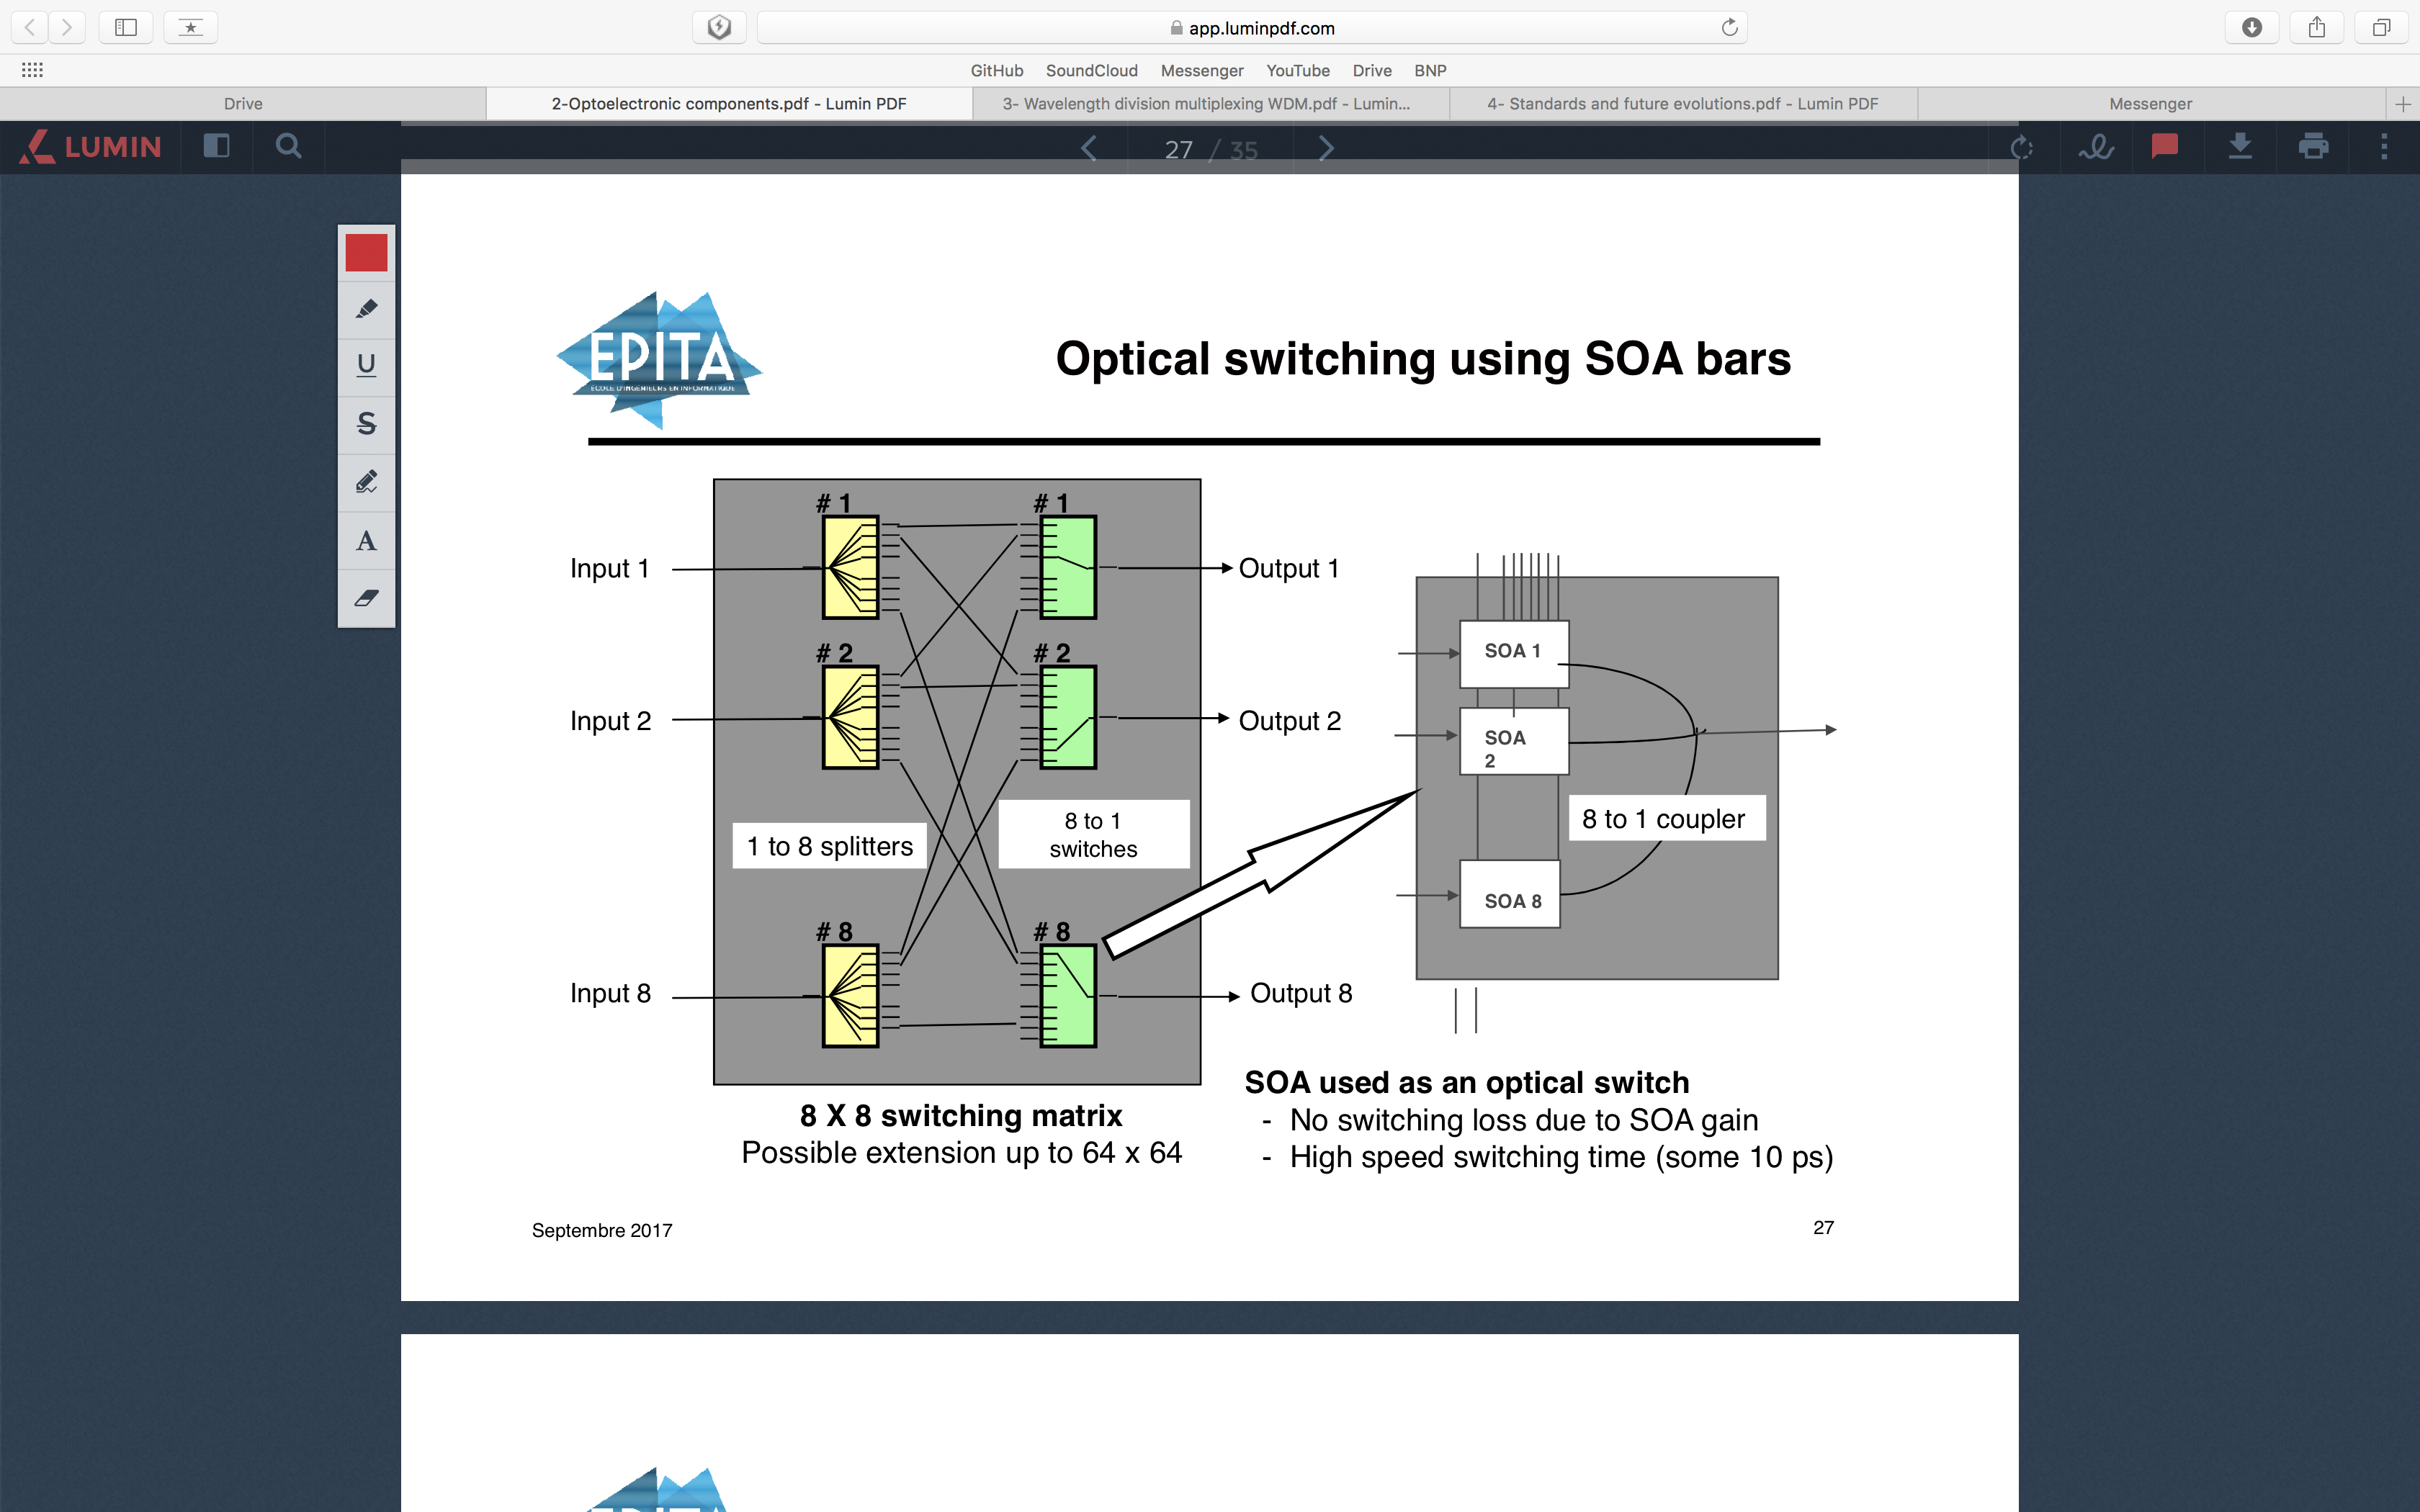 app.luminpdf.com
GitHub SoundCloud Messenger YouTube Drive BNP
Drive
2-Optoelectronic components.pdf - Lumin PDF
3- Wavelength division multiplexing WDM.pdf - Lumin...
4- Standards and future evolutions.pdf - Lumin PDF
Messenger
LUMIN
27 / 35
U
S
A
EPITA
ECOLE D'INGENIEURS EN INFORMATIQUE
Optical switching using SOA bars
# 1
# 1
Input 1
Output 1
# 2
# 2
Input 2
Output 2
1 to 8 splitters
8 to 1
switches
# 8
# 8
Input 8
Output 8
SOA 1
SOA
2
8 to 1 coupler
SOA 8
8 X 8 switching matrix
Possible extension up to 64 x 64
SOA used as an optical switch
- No switching loss due to SOA gain
- High speed switching time (some 10 ps)
Septembre 2017
27